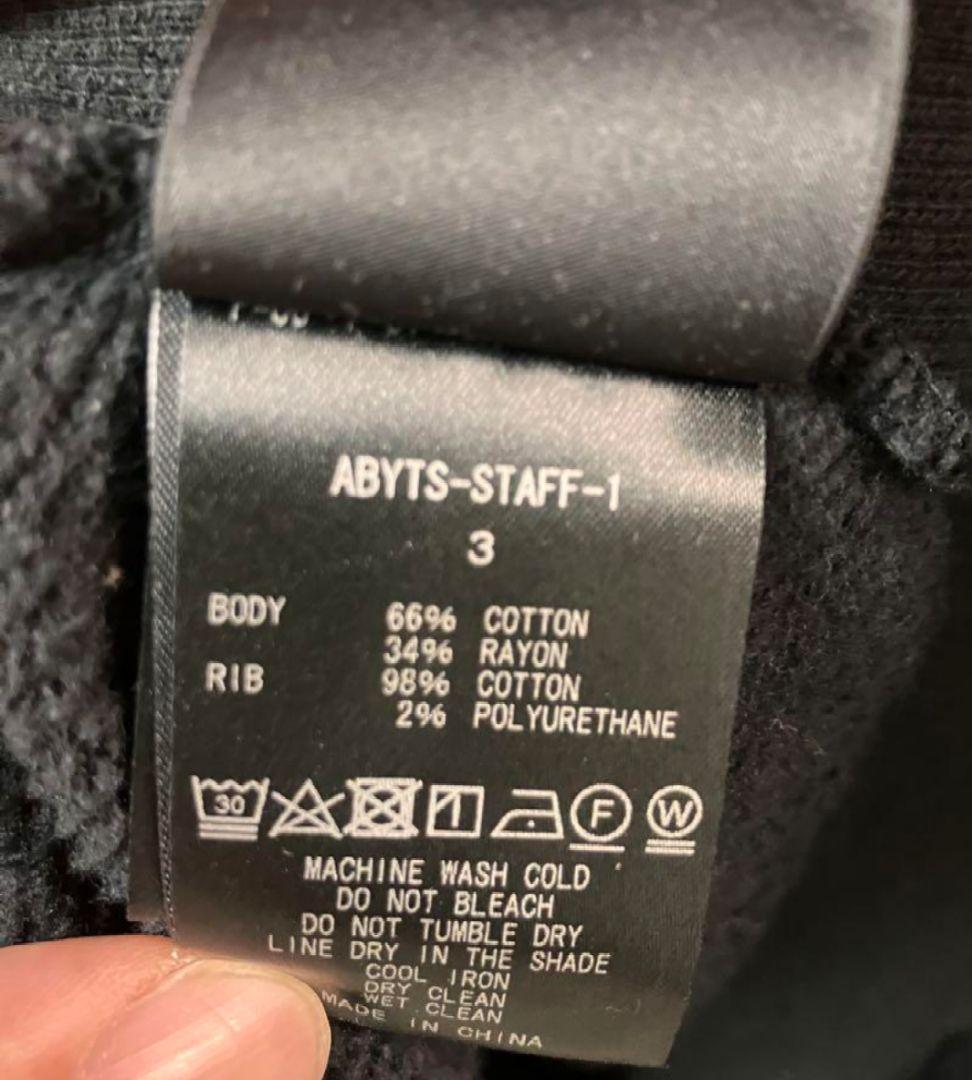 ABYTS-STAFF-1
3
BODY 66% COTTON
34% RAYON
RIB 98% COTTON
2% POLYURETHANE
30 F W
MACHINE WASH COLD
DO NOT BLEACH
DO NOT TUMBLE DRY
LINE DRY IN THE SHADE
COOL IRON
DRY CLEAN
WET CLEAN
MADE IN CHINA